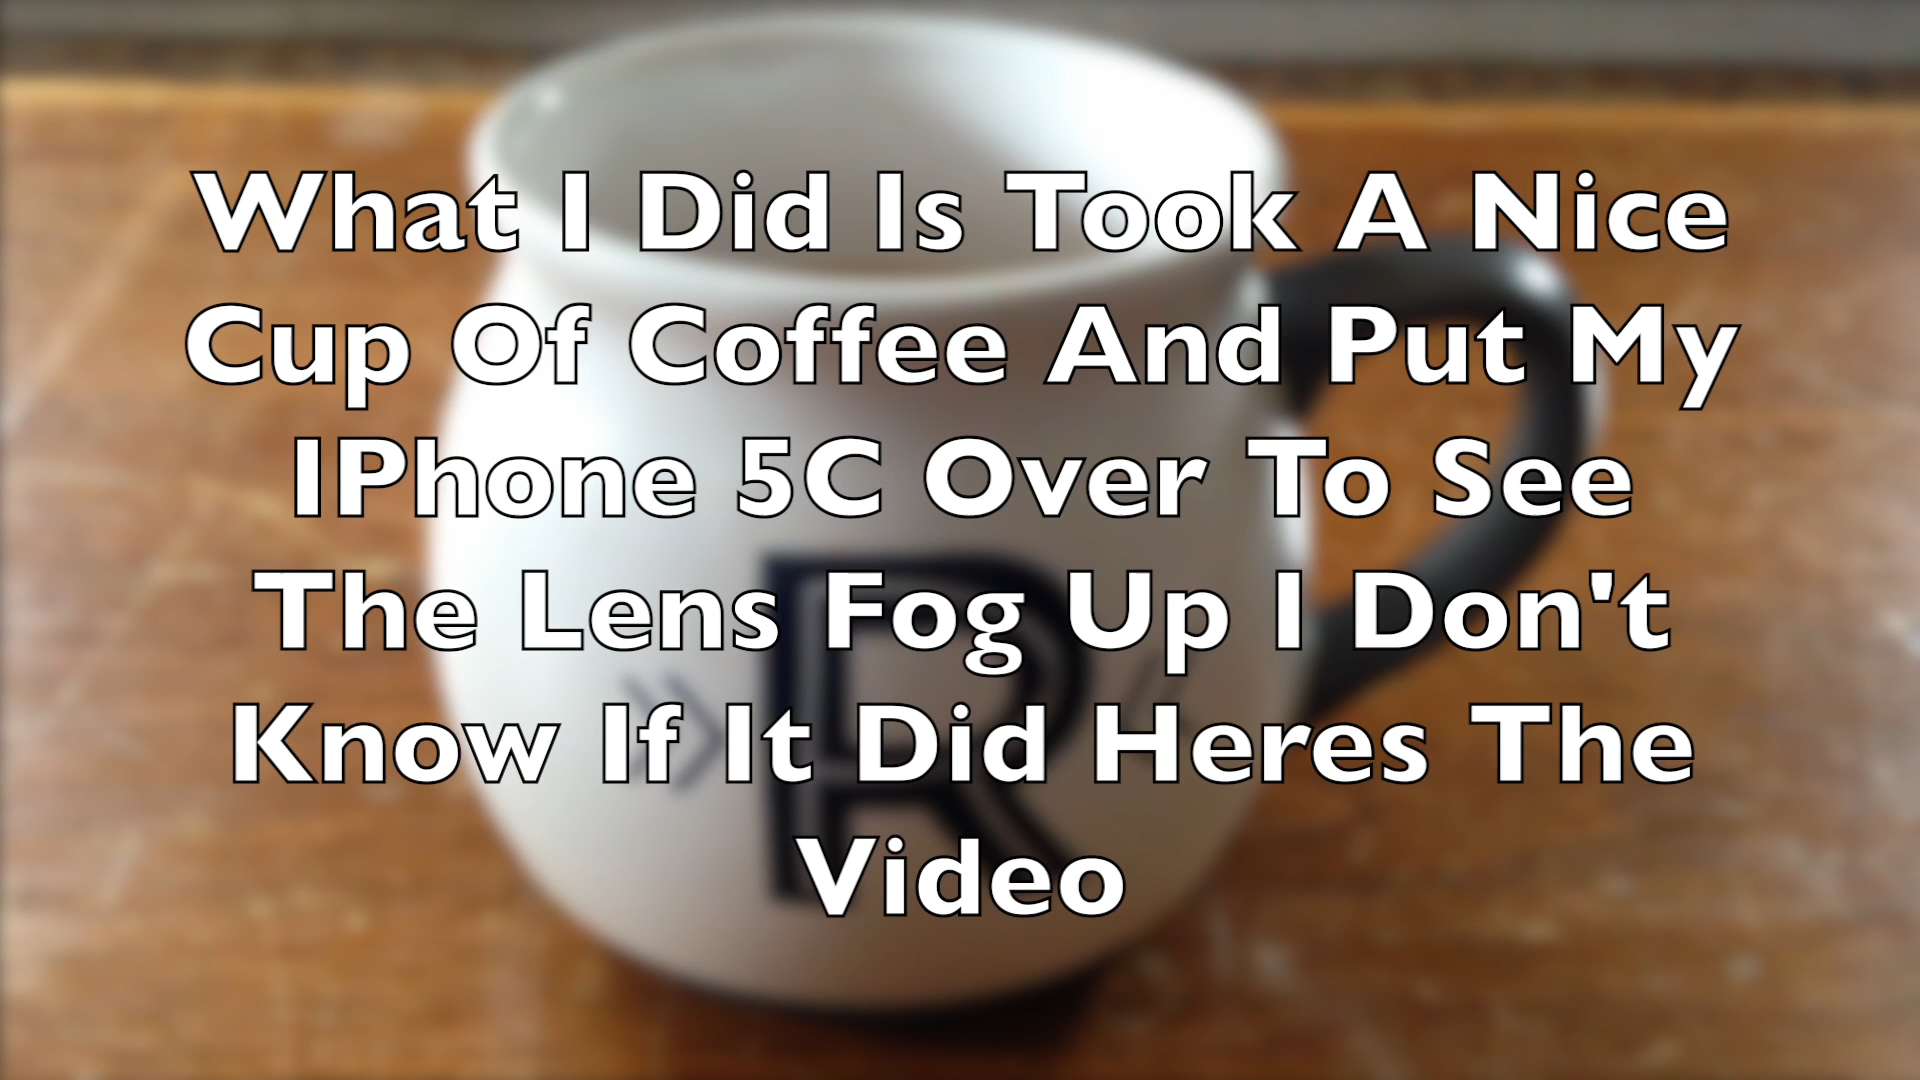 What I Did Is Took A Nice
Cup Of Coffee And Put My
IPhone 5C Over To See
The Lens Fog Up I Don't
Know If It Did Heres The
Video
R